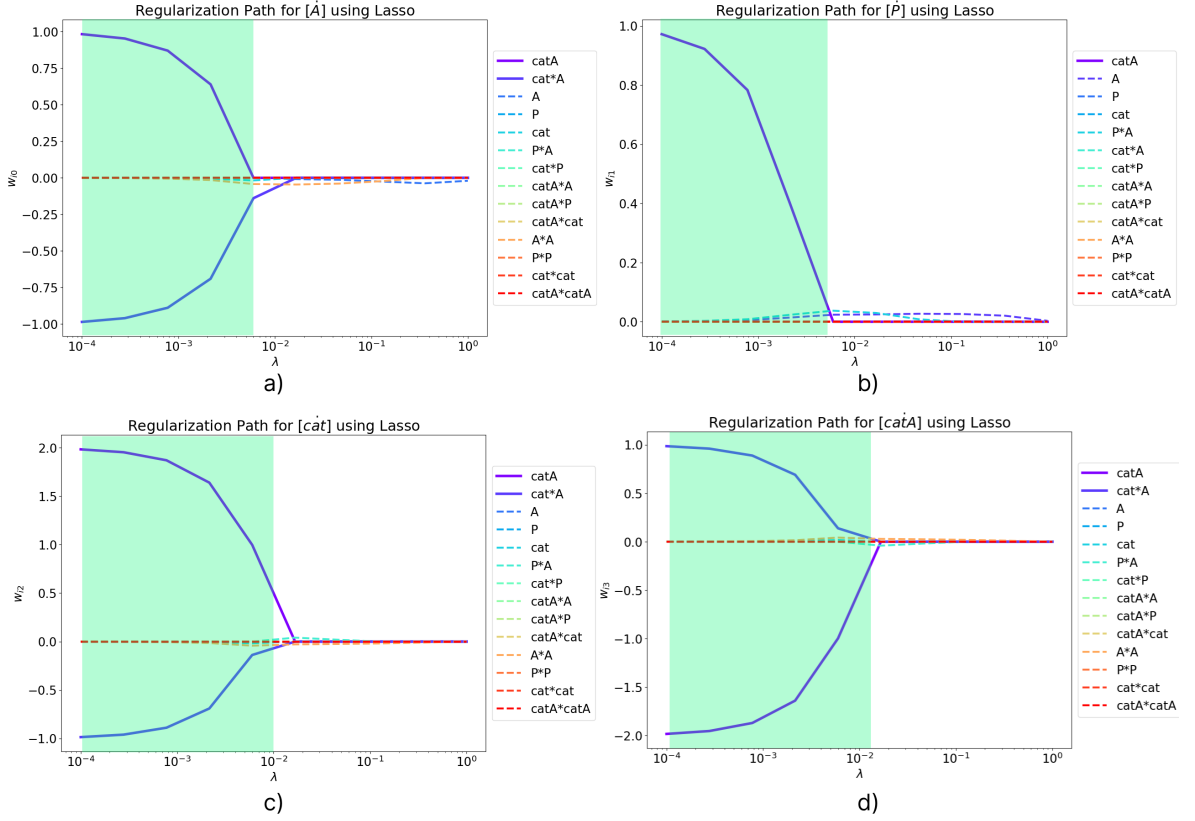 Regularization Path for [Ȧ] using Lasso
1.00
0.75
0.50
0.25
0.00
−0.25
−0.50
−0.75
−1.00
w_{i0}
10^{−4}
10^{−3}
10^{−2}
10^{−1}
10^{0}
λ
catA
cat*A
A
P
cat
P*A
cat*P
catA*A
catA*P
catA*cat
A*A
P*P
cat*cat
catA*catA
a)
Regularization Path for [Ṗ] using Lasso
1.0
0.8
0.6
0.4
0.2
0.0
w_{i1}
10^{−4}
10^{−3}
10^{−2}
10^{−1}
10^{0}
λ
catA
A
P
cat
P*A
cat*A
cat*P
catA*A
catA*P
catA*cat
A*A
P*P
cat*cat
catA*catA
b)
Regularization Path for [cȧt] using Lasso
2.0
1.5
1.0
0.5
0.0
−0.5
−1.0
w_{i2}
10^{−4}
10^{−3}
10^{−2}
10^{−1}
10^{0}
λ
catA
cat*A
A
P
cat
P*A
cat*P
catA*A
catA*P
catA*cat
A*A
P*P
cat*cat
catA*catA
c)
Regularization Path for [catȦ] using Lasso
1.0
0.5
0.0
−0.5
−1.0
−1.5
−2.0
w_{i3}
10^{−4}
10^{−3}
10^{−2}
10^{−1}
10^{0}
λ
catA
cat*A
A
P
cat
P*A
cat*P
catA*A
catA*P
catA*cat
A*A
P*P
cat*cat
catA*catA
d)